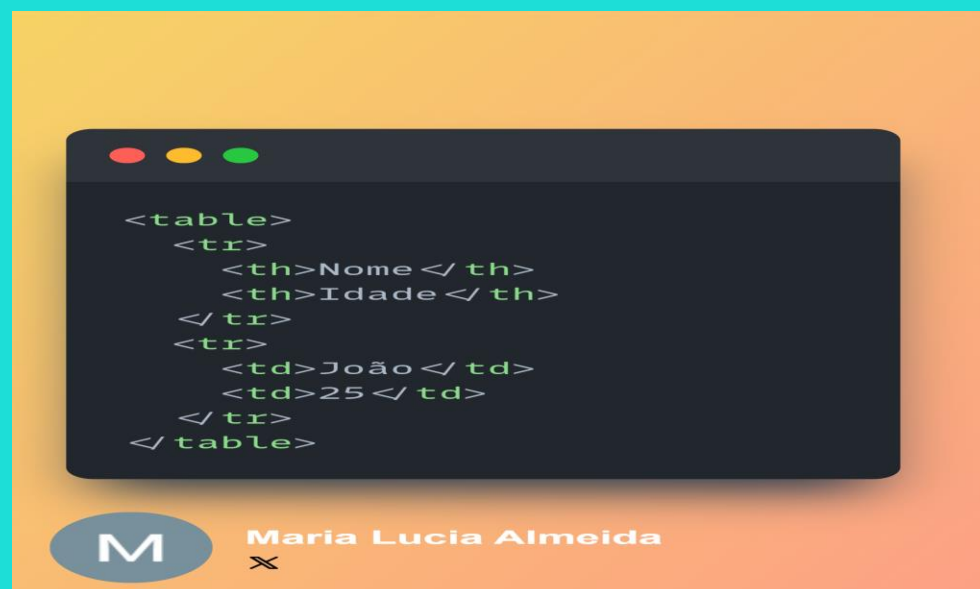 <table>
<tr>
<th>Nome</th>
<th>Idade</th>
</tr>
<tr>
<td>João</td>
<td>25</td>
</tr>
</table>
M
Maria Lucia Almeida
X